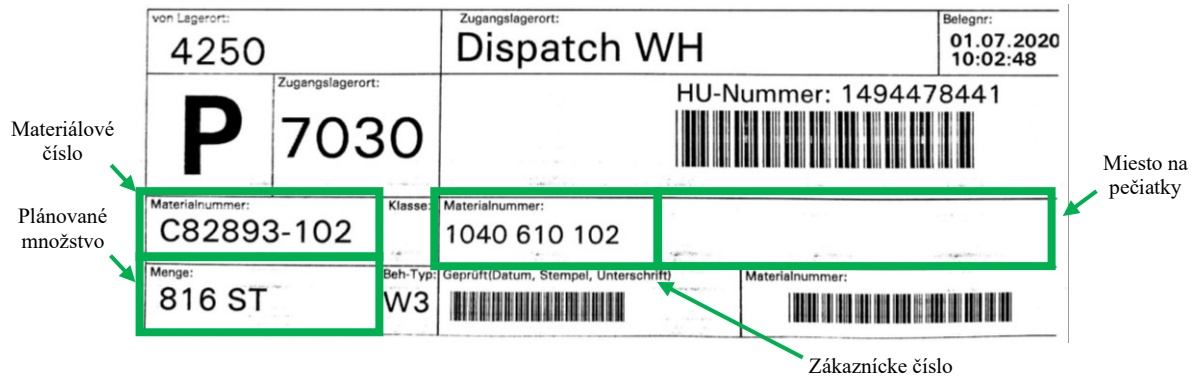 von Lagerort:
4250
Zugangslagerort:
Dispatch WH
Belegnr:
01.07.2020
10:02:48
P
Zugangslagerort:
7030
HU-Nummer: 1494478441
Materiálové
číslo
Miesto na
pečiatky
Materialnummer:
C82893-102
Klasse:
Materialnummer:
1040 610 102
Plánované
množstvo
Menge:
816 ST
Beh-Typ:
W3
Geprüft(Datum, Stempel, Unterschrift)
Materialnummer:
Zákaznícke číslo